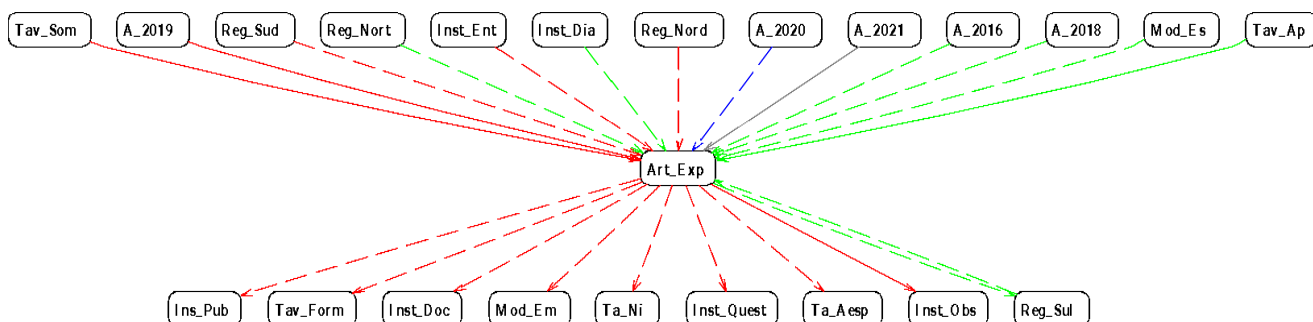 Tav_Som A_2019 Reg_Sud Reg_Nort Inst_Ent Inst_Dia Reg_Nord A_2020 A_2021 A_2016 A_2018 Mod_Es Tav_Ap
Art_Exp
Ins_Pub Tav_Form Inst_Doc Mod_Em Ta_Ni Inst_Quest Ta_Aesp Inst_Obs Reg_Sul